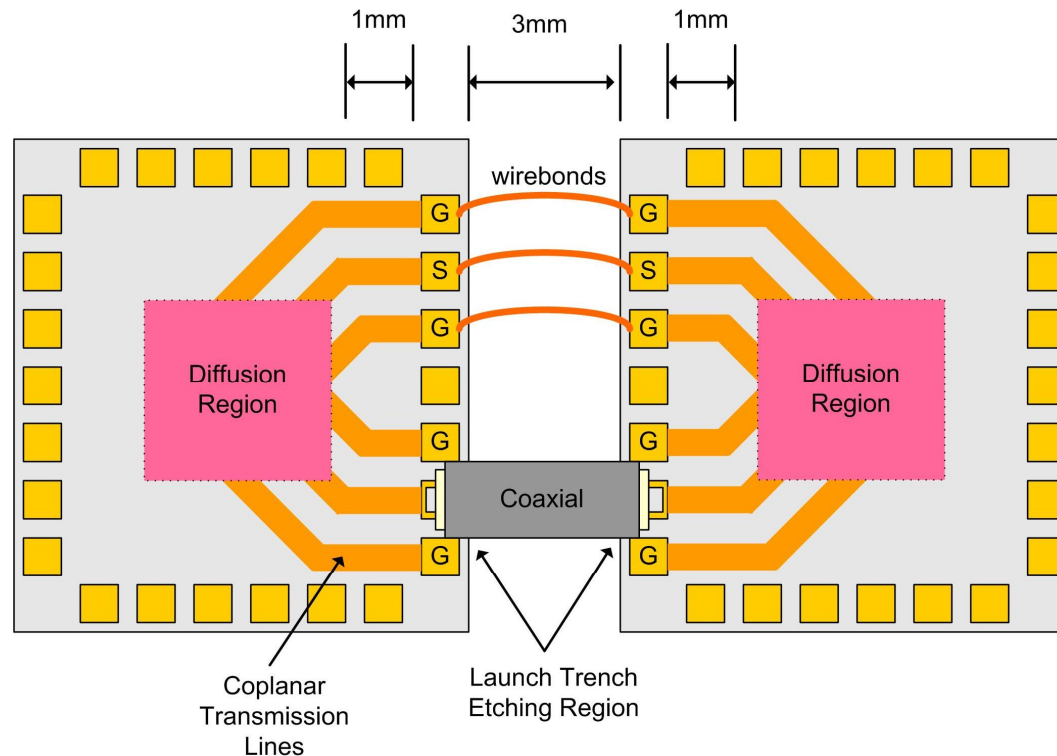 1mm
3mm
1mm
wirebonds
G
G
S
S
G
G
Diffusion
Region
Diffusion
Region
G
G
Coaxial
G
G
Coplanar
Transmission
Lines
Launch Trench
Etching Region